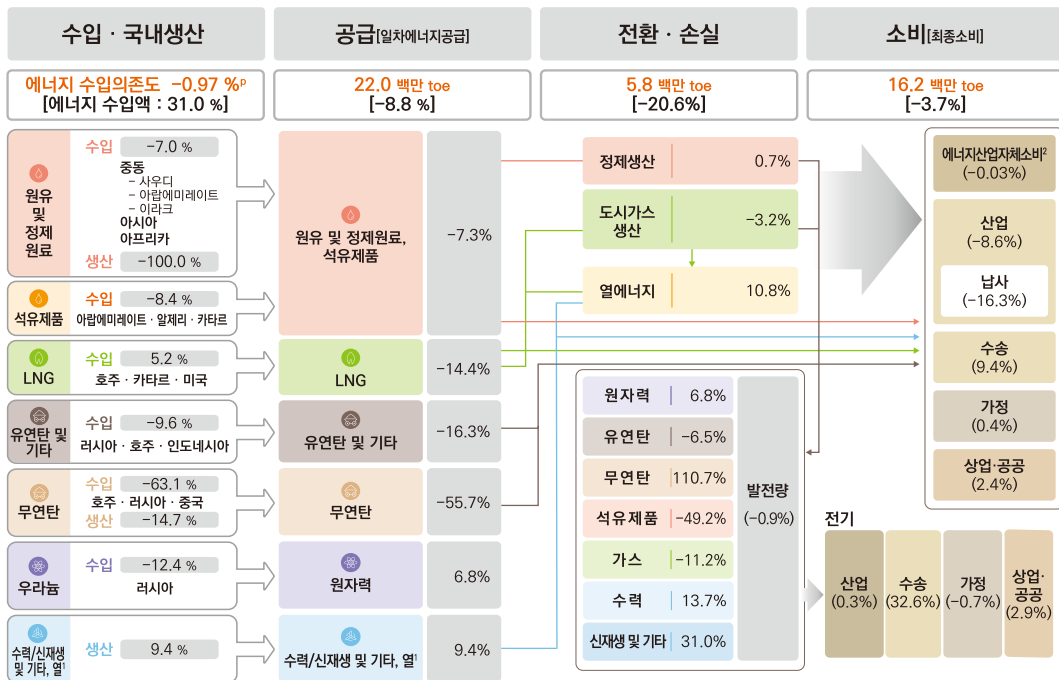 수입 · 국내생산
에너지 수입의존도 −0.97 %ᵖ
[에너지 수입액 : 31.0 %]
원유
및
정제
원료
수입 −7.0 %
중동
− 사우디
− 아랍에미레이트
− 이라크
아시아
아프리카
생산 −100.0 %
석유제품
수입 −8.4 %
아랍에미레이트 · 알제리 · 카타르
LNG
수입 5.2 %
호주 · 카타르 · 미국
유연탄 및
기타
수입 −9.6 %
러시아 · 호주 · 인도네시아
무연탄
수입 −63.1 %
호주 · 러시아 · 중국
생산 −14.7 %
우라늄
수입 −12.4 %
러시아
수력/신재생
및 기타, 열¹
생산 9.4 %
공급[일차에너지공급]
22.0 백만 toe
[−8.8 %]
원유 및 정제원료,
석유제품
−7.3%
LNG
−14.4%
유연탄 및 기타
−16.3%
무연탄
−55.7%
원자력
6.8%
수력/신재생 및 기타, 열¹
9.4%
전환 · 손실
5.8 백만 toe
[−20.6%]
정제생산 0.7%
도시가스
생산
−3.2%
열에너지 10.8%
원자력 6.8%
유연탄 −6.5%
무연탄 110.7%
석유제품 −49.2%
가스 −11.2%
수력 13.7%
신재생 및 기타 31.0%
발전량
(−0.9%)
소비[최종소비]
16.2 백만 toe
[−3.7%]
에너지산업자체소비²
(−0.03%)
산업
(−8.6%)
납사
(−16.3%)
수송
(9.4%)
가정
(0.4%)
상업·공공
(2.4%)
전기
산업
(0.3%)
수송
(32.6%)
가정
(−0.7%)
상업·
공공
(2.9%)